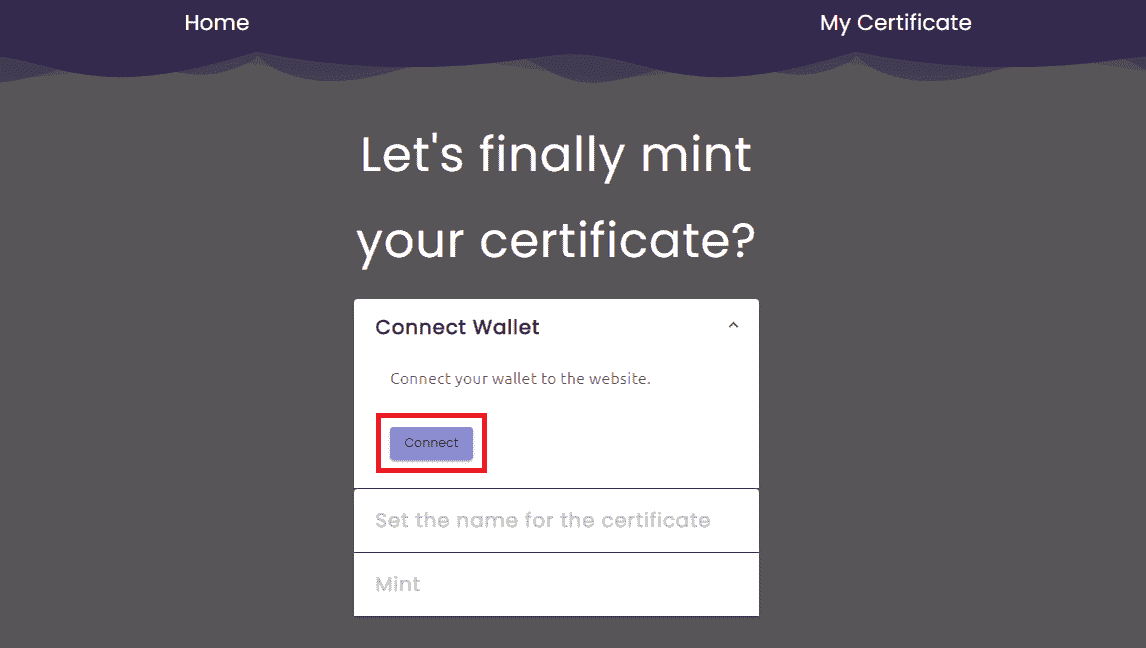 Home
My Certificate
Let's finally mint
your certificate?
Connect Wallet
Connect your wallet to the website.
Connect
Set the name for the certificate
Mint